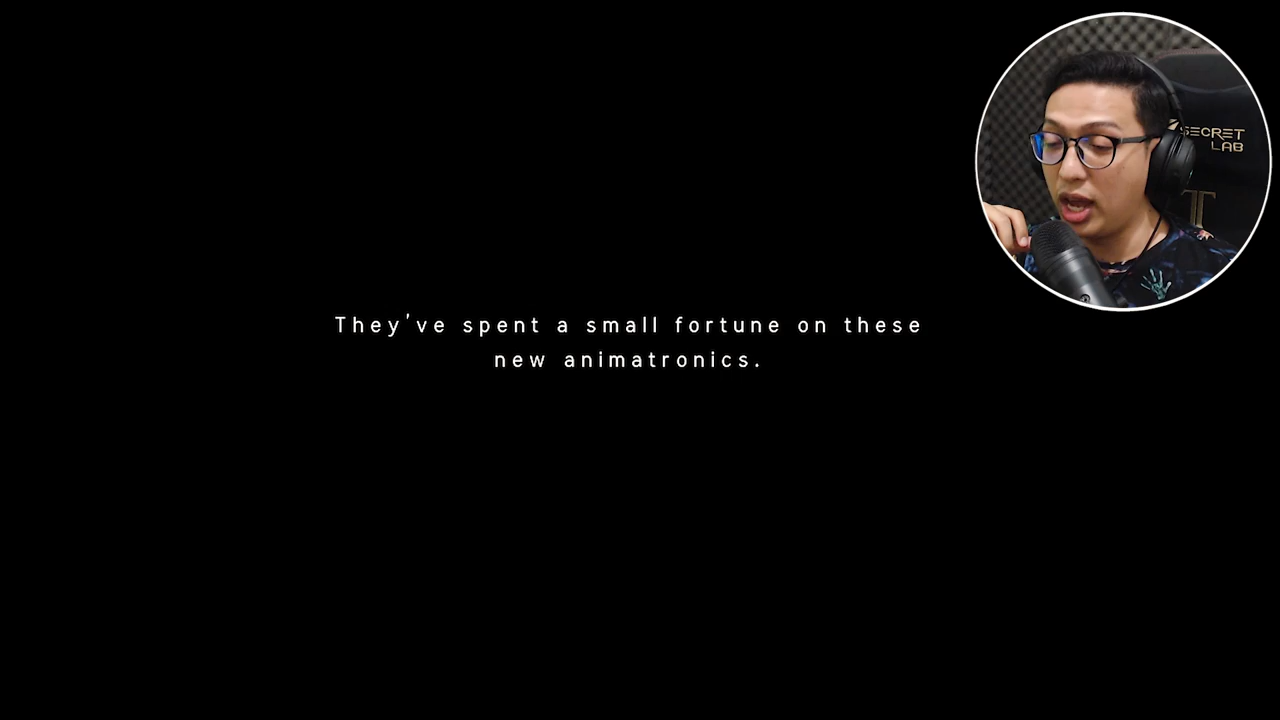 They've spent a small fortune on these
new animatronics.
SECRET
LAB